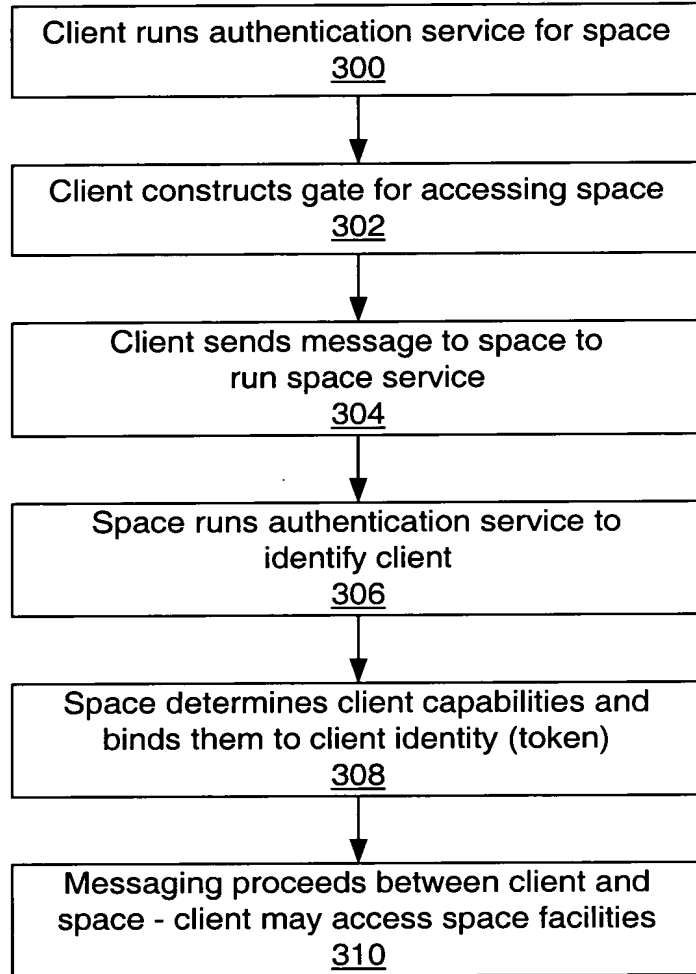 Client runs authentication service for space
300
Client constructs gate for accessing space
302
Client sends message to space to
run space service
304
Space runs authentication service to
identify client
306
Space determines client capabilities and
binds them to client identity (token)
308
Messaging proceeds between client and
space - client may access space facilities
310